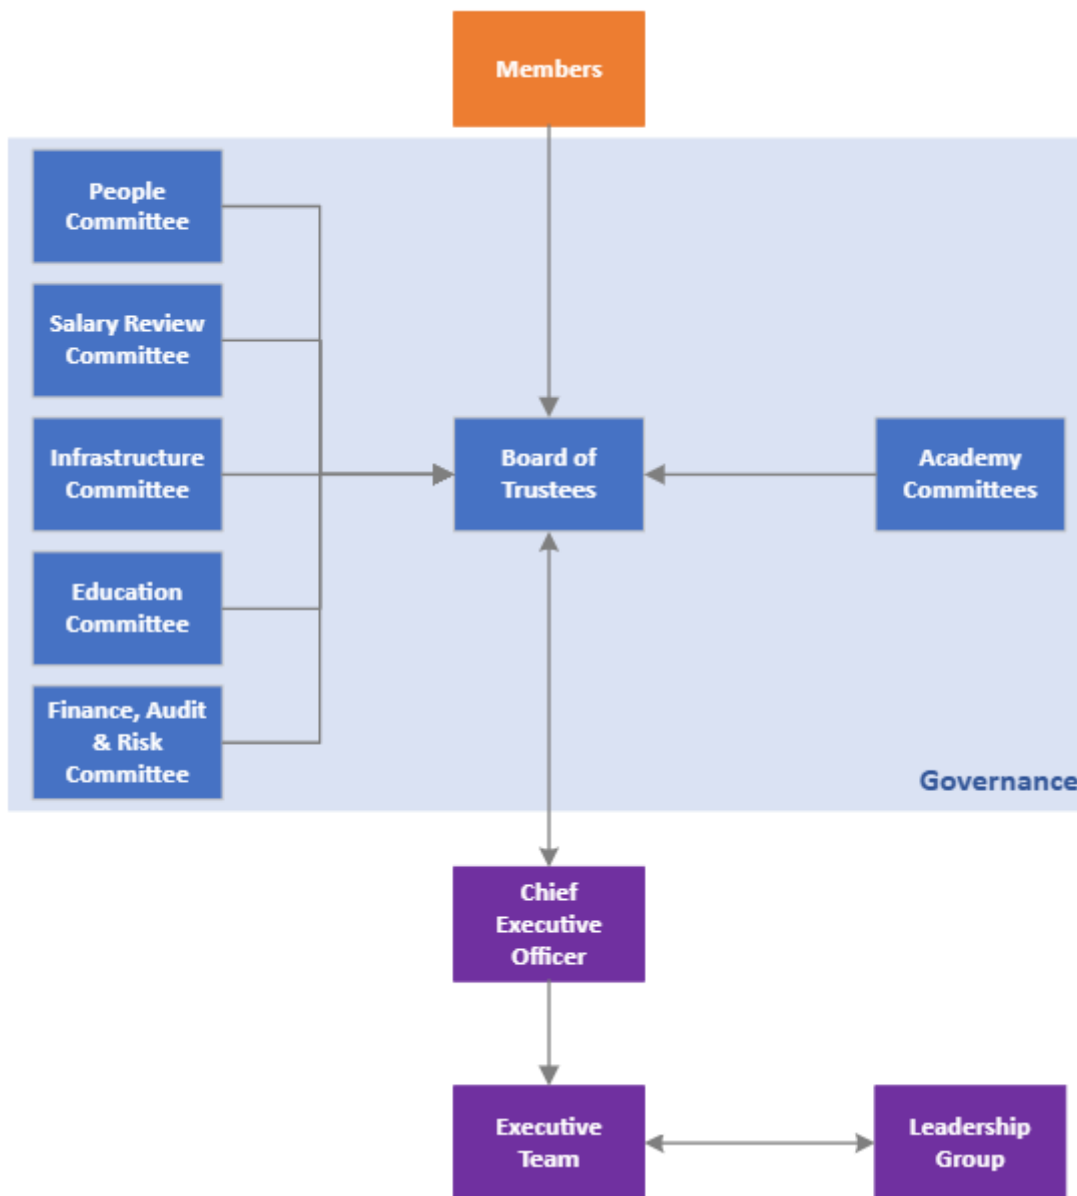 Members
People
Committee
Salary Review
Committee
Infrastructure
Committee
Board of
Trustees
Academy
Committees
Education
Committee
Finance, Audit
& Risk
Committee
Governance
Chief
Executive
Officer
Executive
Team
Leadership
Group